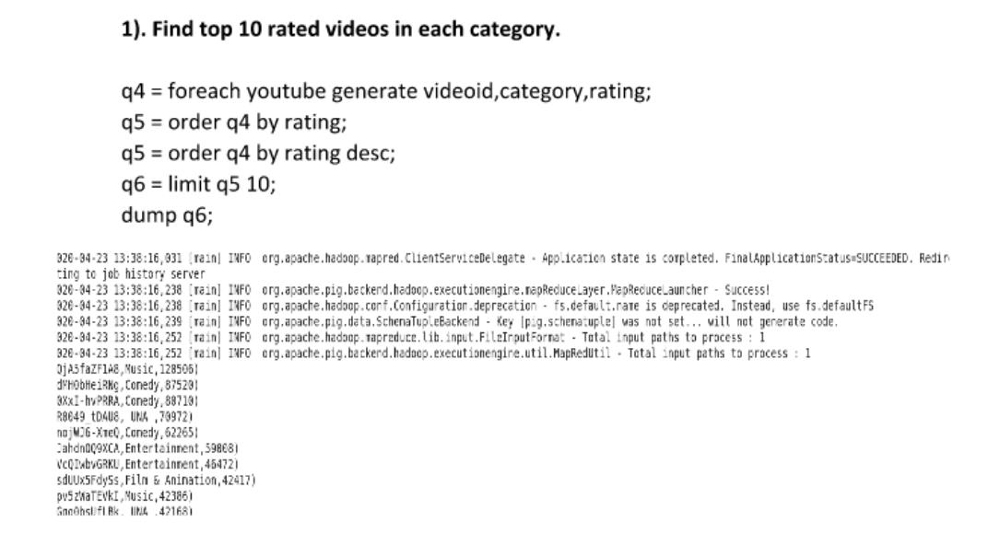 1). Find top 10 rated videos in each category.
q4 = foreach youtube generate videoid,category,rating;
q5 = order q4 by rating;
q5 = order q4 by rating desc;
q6 = limit q5 10;
dump q6;
020-04-23 13:38:16,031 [main] INFO org.apache.hadoop.mapred.ClientServiceDelegate - Application state is completed. FinalApplicationStatus=SUCCEEDED. Redir
ting to job history server
020-04-23 13:38:16,238 [main] INFO org.apache.pig.backend.hadoop.executionengine.mapReduceLayer.MapReduceLauncher - Success!
020-04-23 13:38:16,238 [main] INFO org.apache.hadoop.conf.Configuration.deprecation - fs.default.name is deprecated. Instead, use fs.defaultFS
020-04-23 13:38:16,239 [main] INFO org.apache.pig.data.SchemaTupleBackend - Key [pig.schematuple] was not set... will not generate code.
020-04-23 13:38:16,252 [main] INFO org.apache.hadoop.mapreduce.lib.input.FileInputFormat - Total input paths to process : 1
020-04-23 13:38:16,252 [main] INFO org.apache.pig.backend.hadoop.executionengine.util.MapRedUtil - Total input paths to process : 1
QjA5faZF1A8,Music,128506)
dMH0bHeiRNg,Comedy,87520)
0XxI-hvPRRA,Comedy,80710)
R8049_tDAU8, UNA ,70972)
nojWJ6-XmeQ,Comedy,62265)
JahdnOQ9XCA,Entertainment,59008)
VcQIwbvGRKU,Entertainment,46472)
sdUUx5FdySs,Film & Animation,42417)
pv5zWaTEVkI,Music,42386)
UNA ,42168)